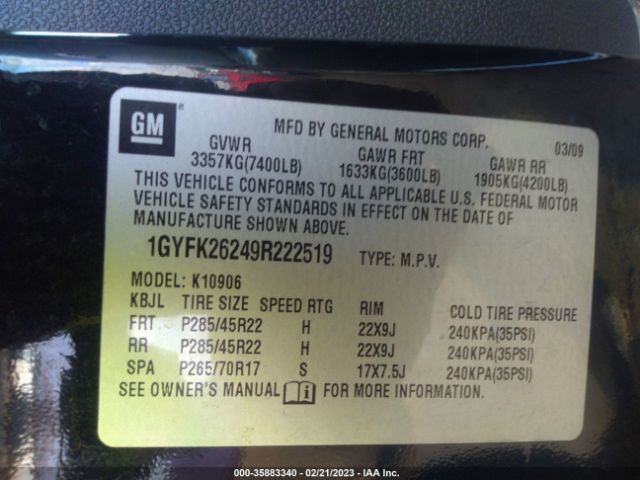 GM ®
MFD BY GENERAL MOTORS CORP. 03/09
GVWR GAWR FRT GAWR RR
3357KG(7400LB) 1633KG(3600LB) 1905KG(4200LB)
THIS VEHICLE CONFORMS TO ALL APPLICABLE U.S. FEDERAL MOTOR
VEHICLE SAFETY STANDARDS IN EFFECT ON THE DATE OF
MANUFACTURE SHOWN ABOVE.
1GYFK26249R222519 TYPE: M.P.V.
MODEL: K10906
KBJL TIRE SIZE SPEED RTG RIM COLD TIRE PRESSURE
FRT P285/45R22 H 22X9J 240KPA(35PSI)
RR P285/45R22 H 22X9J 240KPA(35PSI)
SPA P265/70R17 S 17X7.5J 240KPA(35PSI)
SEE OWNER'S MANUAL i FOR MORE INFORMATION.
000-35883340 - 02/21/2023 - IAA Inc.